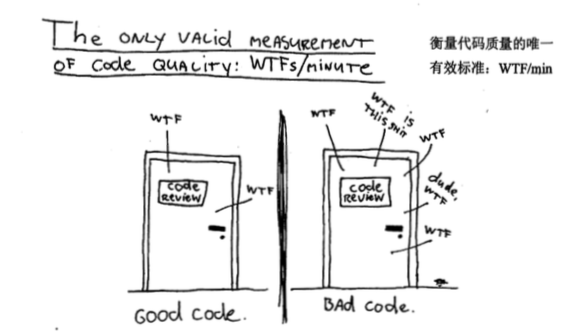 The ONLY VALID MEASUREMENT
OF Code QUALITY: WTFs/MINUTE
衡量代码质量的唯一
有效标准：WTF/min
WTF
code
REVIEW
WTF
GOOD Code.
WTF
WTF IS
THIS SHIT
WTF
code
REVIEW
dude,
WTF
WTF
BAd code.